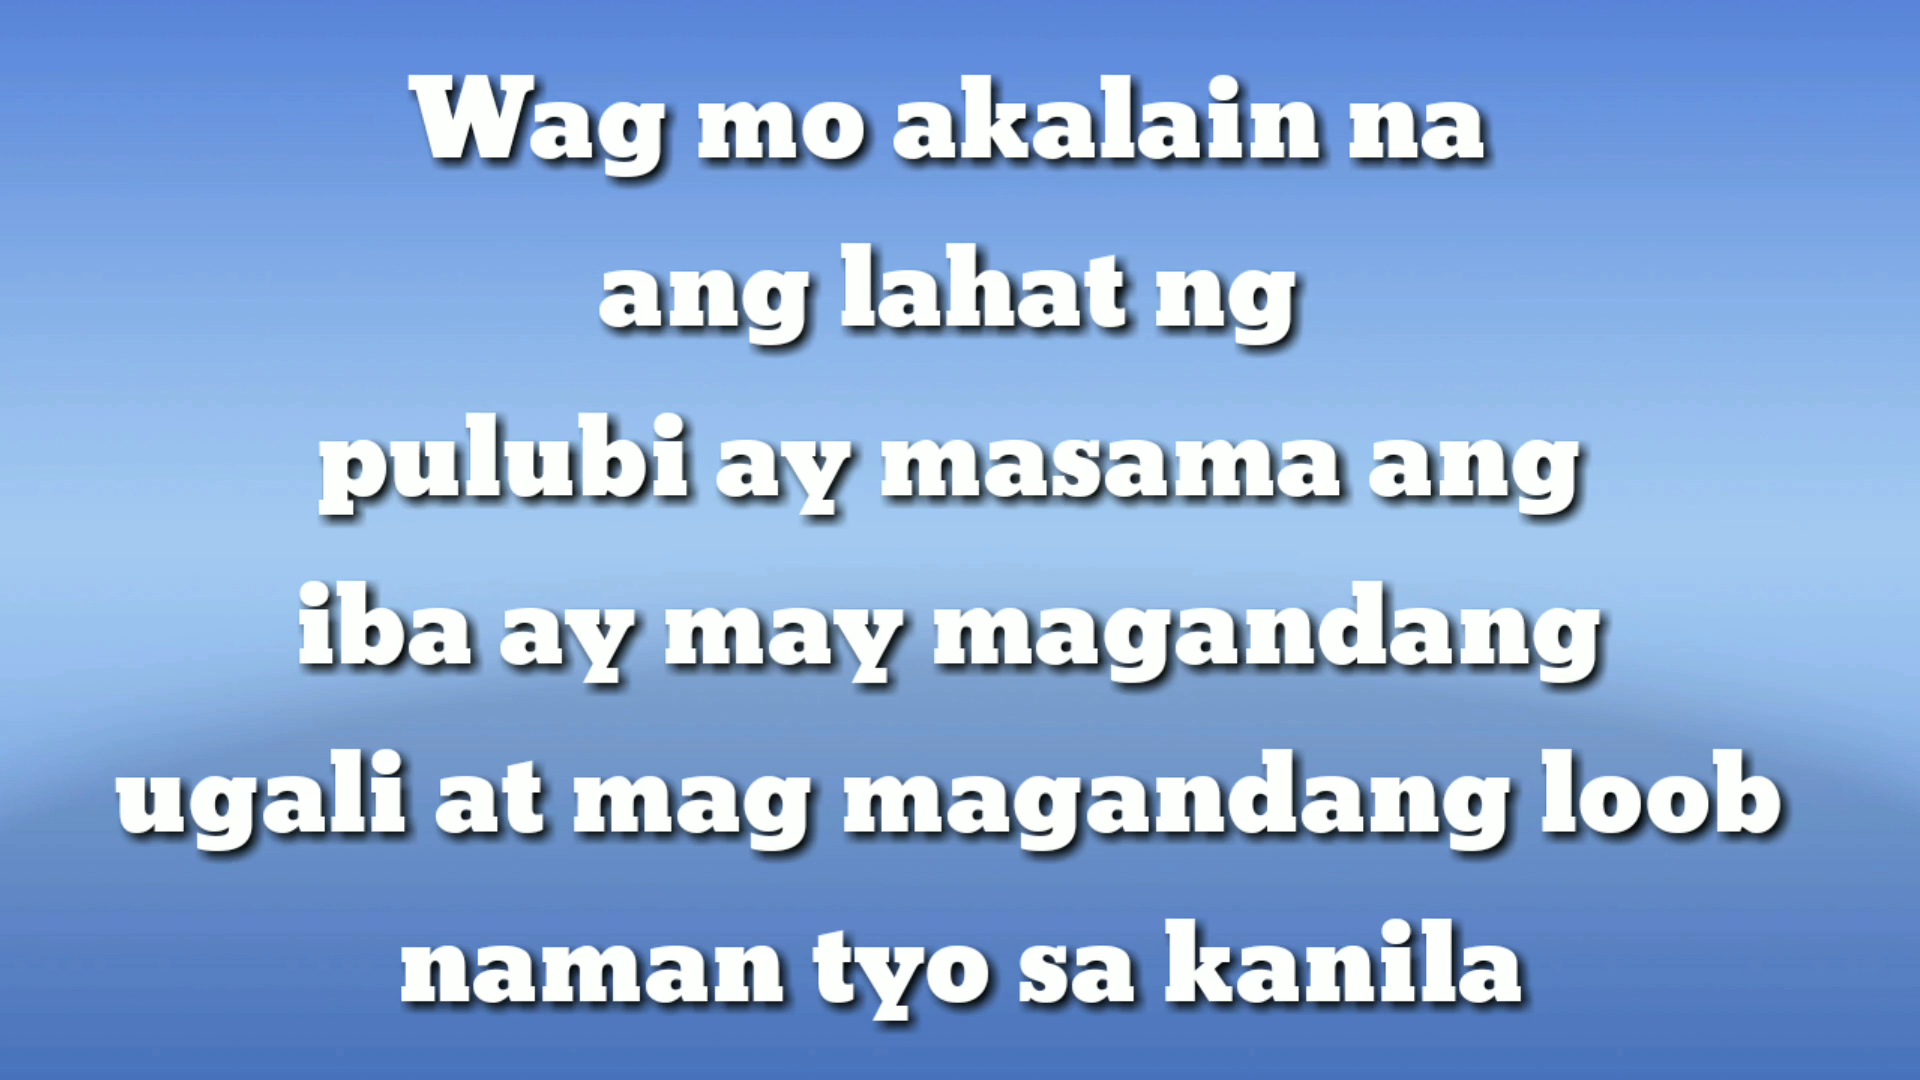 Wag mo akalain na
ang lahat ng
pulubi ay masama ang
iba ay may magandang
ugali at mag magandang loob
naman tyo sa kanila